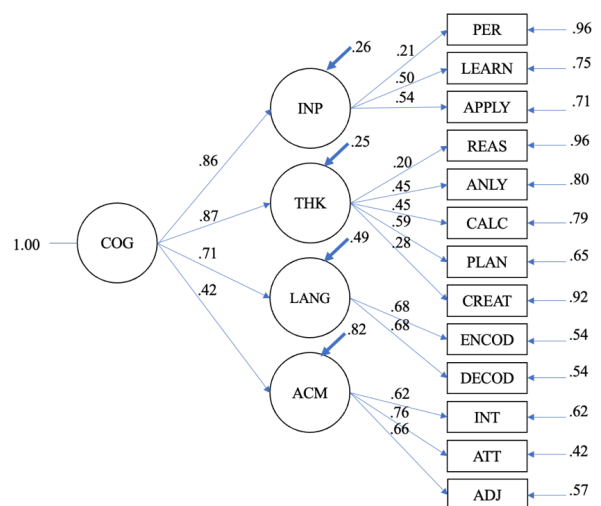 PER
.96
.26
.21
LEARN
.75
.50
INP
.54
APPLY
.71
.25
REAS
.96
.86
.20
ANLY
.80
.45
THK
.45
CALC
.79
.87
.59
.49
.28
PLAN
.65
1.00
COG
.71
LANG
CREAT
.92
.42
.68
.68
ENCOD
.54
.82
DECOD
.54
ACM
.62
INT
.62
.76
.66
ATT
.42
ADJ
.57